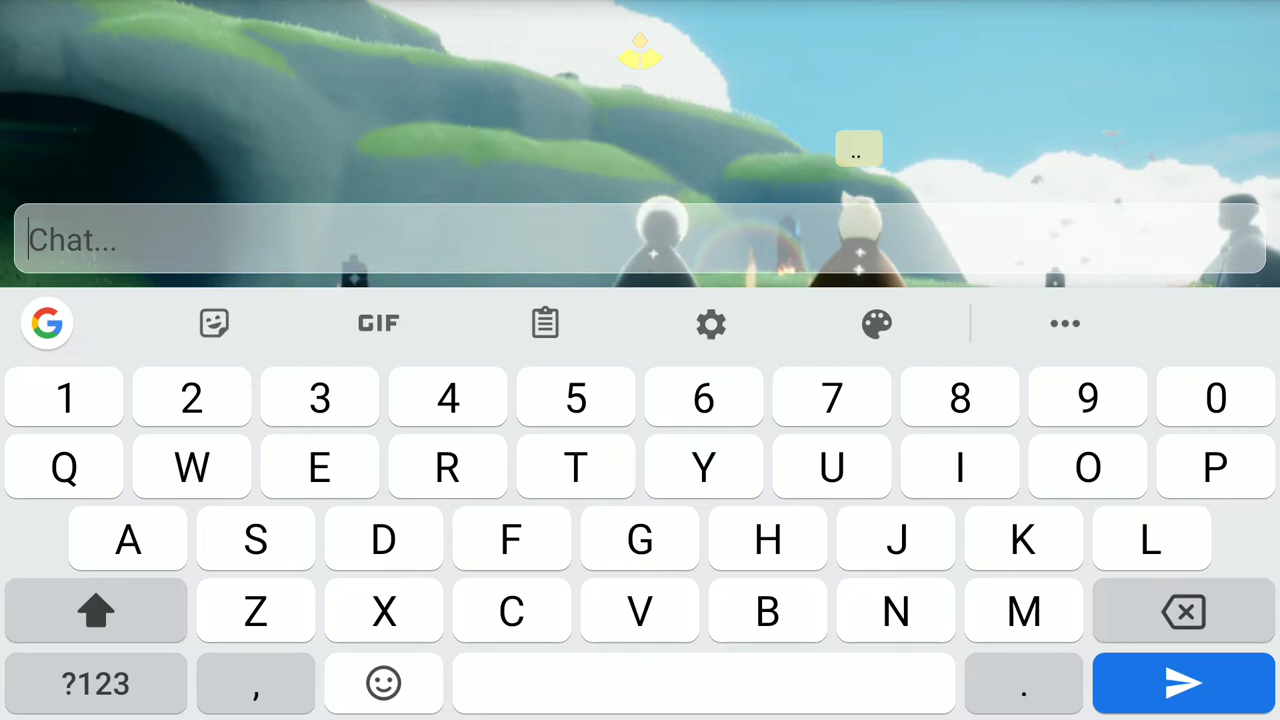 ..
Chat...
G GIF
1 2 3 4 5 6 7 8 9 0
Q W E R T Y U I O P
A S D F G H J K L
Z X C V B N M
?123 , .